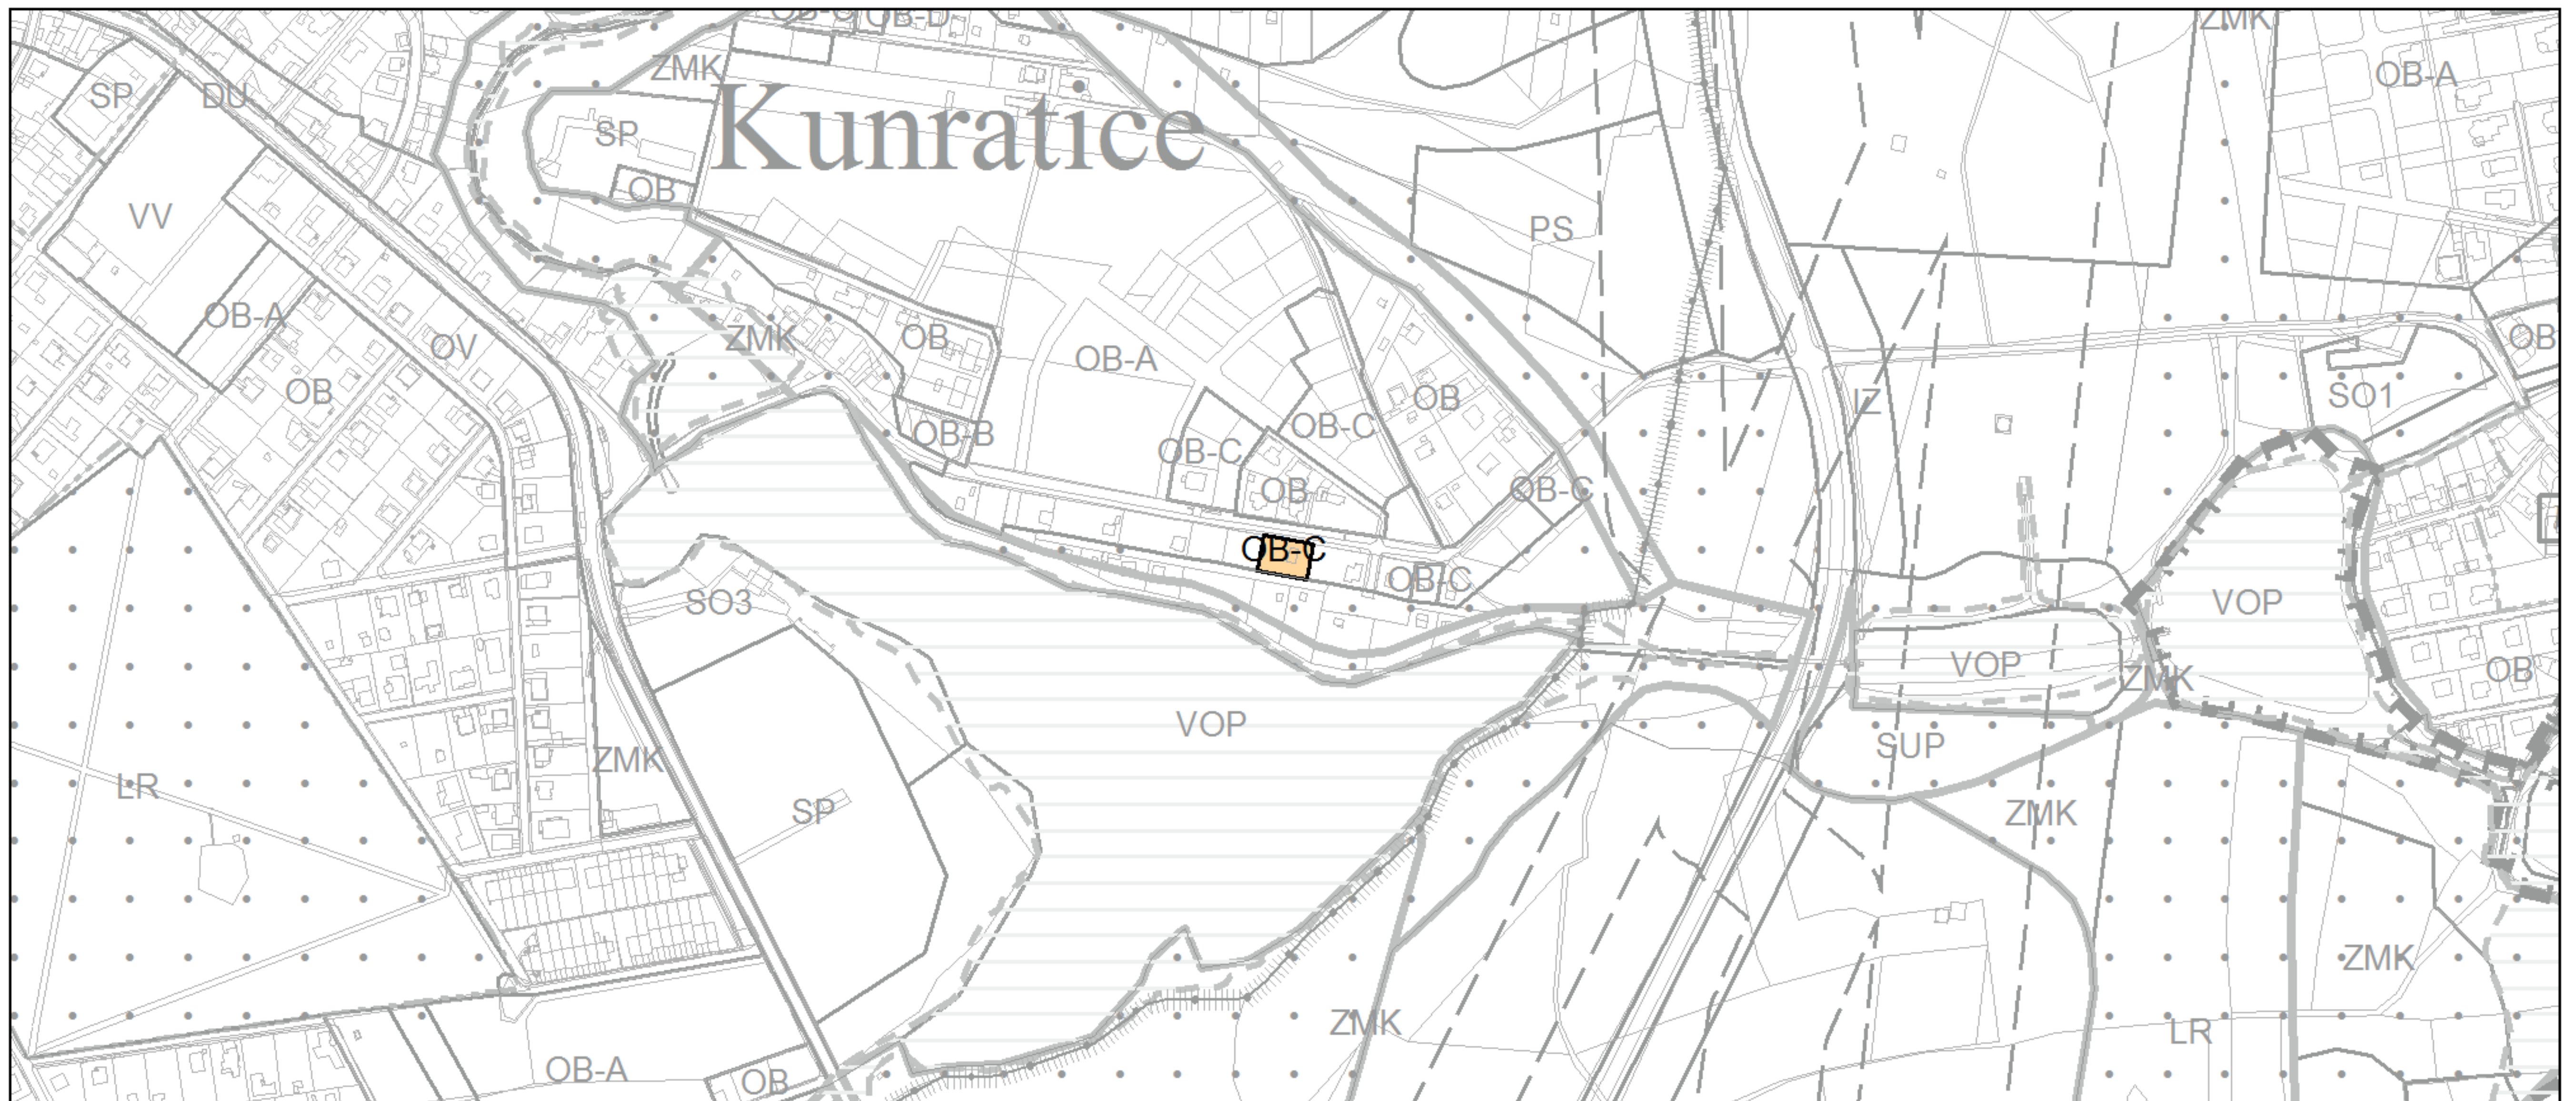 OB-C OB-D
ZMK
ZMK
SP
DU
OB-A
Kunratice
SP
OB
VV
PS
OB-A
OV
ZMK
OB
OB-A
OB
OB
OB-C
OB
IZ
SO1
OB-B
OB-C
OB-C
OB
OB-C
OB-C
SO3
VOP
VOP
ZMK
OB
VOP
SUP
ZMK
LR
SP
ZMK
ZMK
ZMK
LR
OB-A
OB